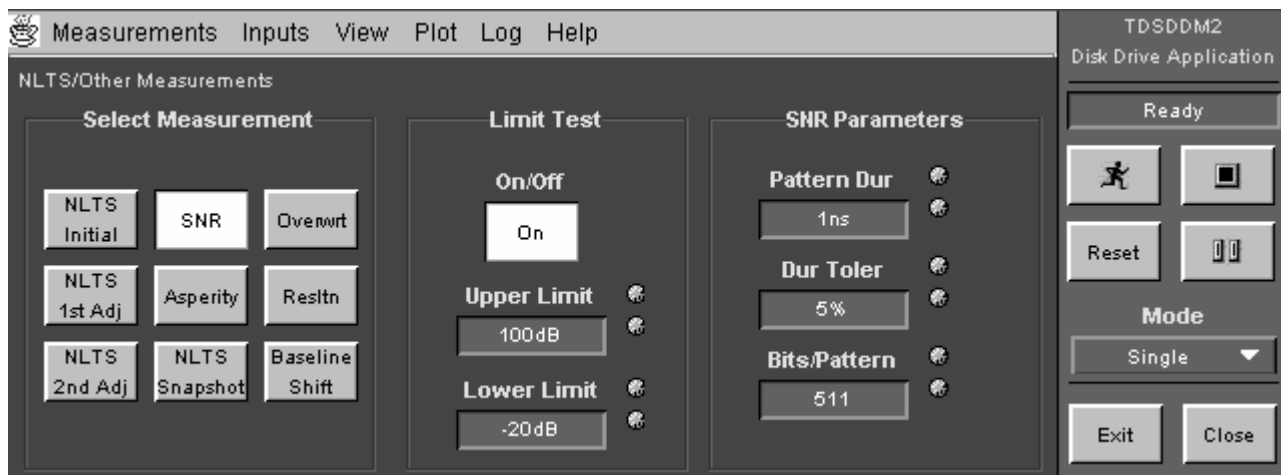 Measurements Inputs View Plot Log Help
NLTS/Other Measurements
Select Measurement
NLTS
Initial
SNR
Overwrt
NLTS
1st Adj
Asperity
Resltn
NLTS
2nd Adj
NLTS
Snapshot
Baseline
Shift
Limit Test
On/Off
On
Upper Limit
100dB
Lower Limit
-20dB
SNR Parameters
Pattern Dur
1ns
Dur Toler
5%
Bits/Pattern
511
TDSDDM2
Disk Drive Application
Ready
Reset
Mode
Single
Exit
Close